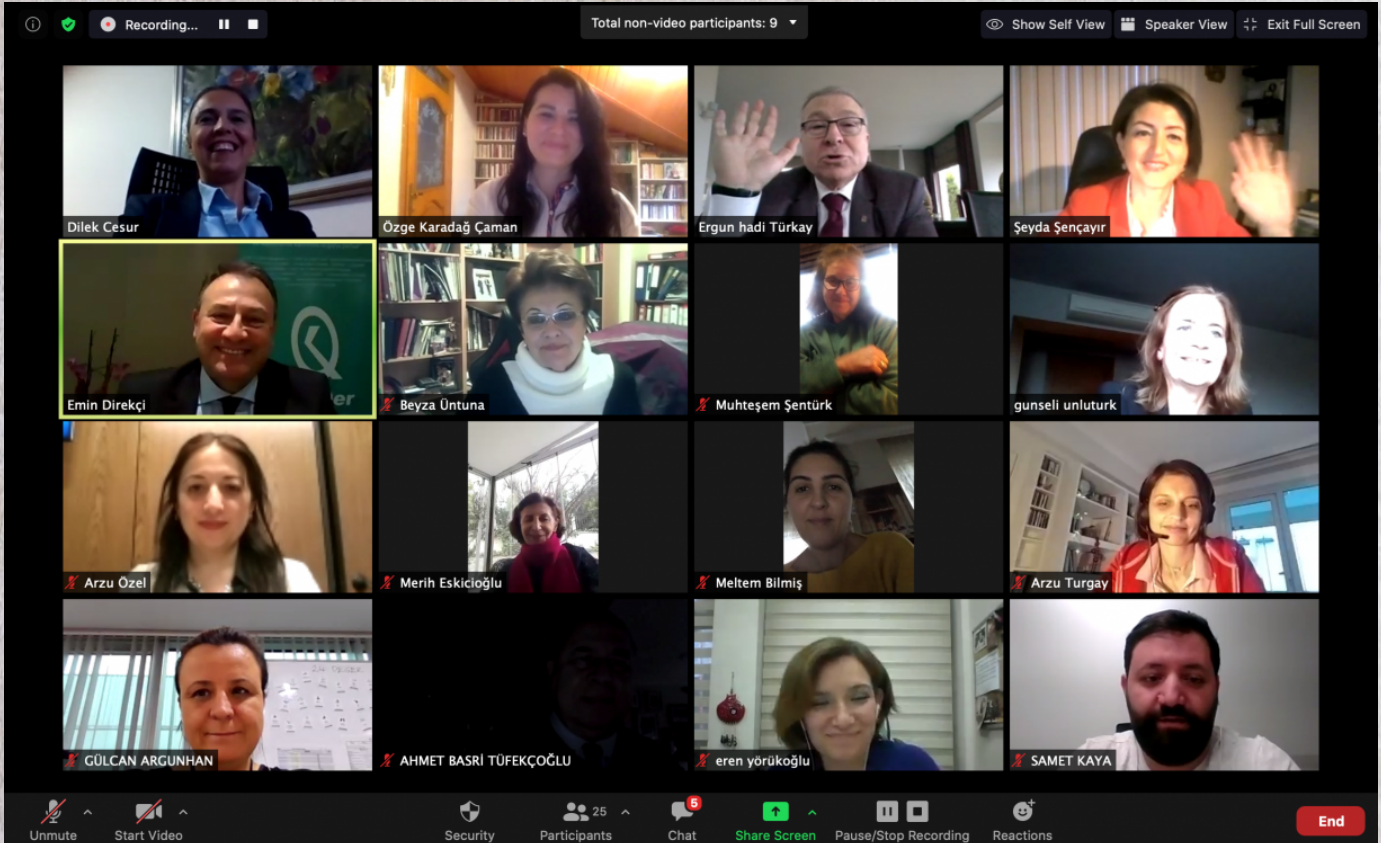 Recording...
Total non-video participants: 9
Show Self View
Speaker View
Exit Full Screen
Dilek Cesur
Özge Karadağ Çaman
Ergun hadi Türkay
Şeyda Şençayır
Emin Direkçi
Beyza Üntuna
Muhteşem Şentürk
gunseli unluturk
Arzu Özel
Merih Eskicioğlu
Meltem Bilmiş
Arzu Turgay
GÜLCAN ARGUNHAN
AHMET BASRİ TÜFEKÇOĞLU
eren yörükoğlu
SAMET KAYA
25
5
Unmute
Start Video
Security
Participants
Chat
Share Screen
Pause/Stop Recording
Reactions
End